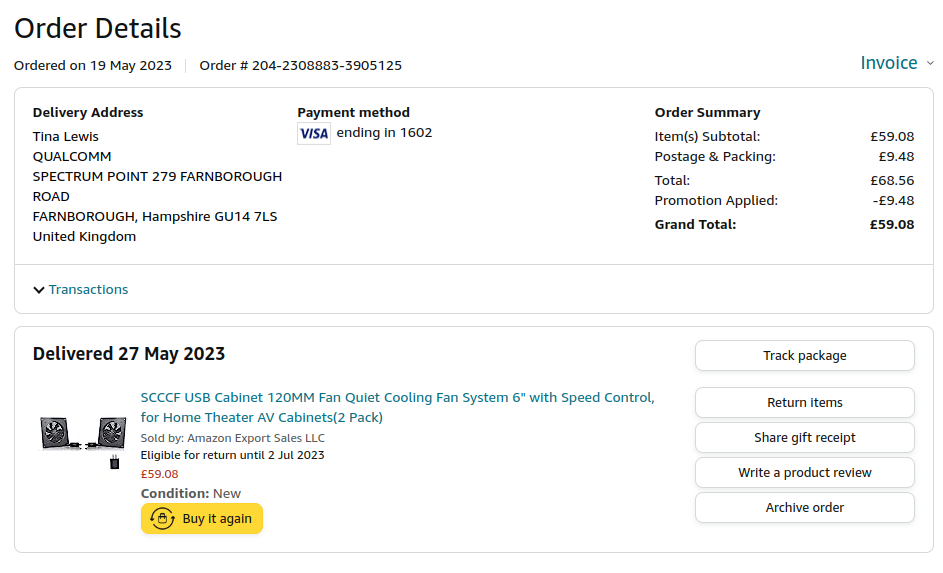 Order Details
Ordered on 19 May 2023 Order # 204-2308883-3905125
Invoice
Delivery Address
Tina Lewis
QUALCOMM
SPECTRUM POINT 279 FARNBOROUGH
ROAD
FARNBOROUGH, Hampshire GU14 7LS
United Kingdom
Payment method
VISA ending in 1602
Order Summary
Item(s) Subtotal: £59.08
Postage & Packing: £9.48
Total: £68.56
Promotion Applied: -£9.48
Grand Total: £59.08
Transactions
Delivered 27 May 2023
SCCCF USB Cabinet 120MM Fan Quiet Cooling Fan System 6" with Speed Control,
for Home Theater AV Cabinets(2 Pack)
Sold by: Amazon Export Sales LLC
Eligible for return until 2 Jul 2023
£59.08
Condition: New
Buy it again
Track package
Return items
Share gift receipt
Write a product review
Archive order